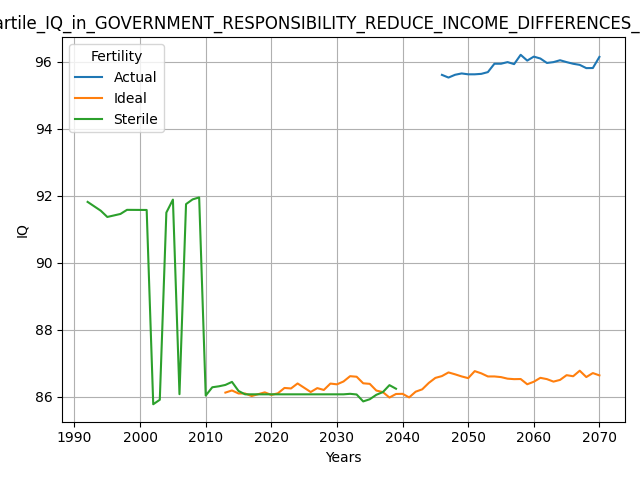 artile_IQ_in_GOVERNMENT_RESPONSIBILITY_REDUCE_INCOME_DIFFERENCES_
Fertility
Actual
Ideal
Sterile
IQ
96
94
92
90
88
86
1990 2000 2010 2020 2030 2040 2050 2060 2070
Years